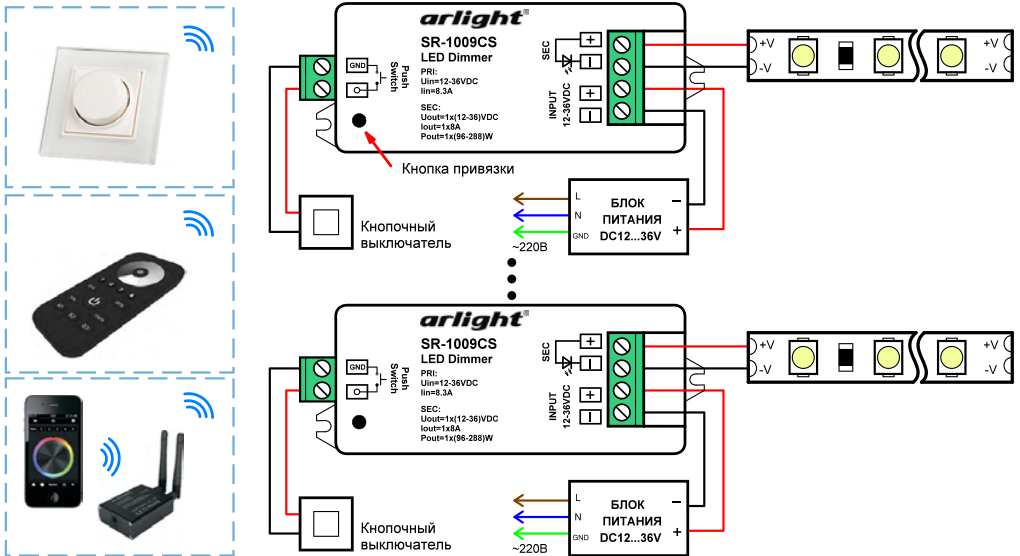 arlight®
SR-1009CS
LED Dimmer
PRI:
Uin=12-36VDC
Iin=8.3A
SEC:
Uout=1x(12-36)VDC
Iout=1x8A
Pout=1x(96-288)W
GND
Push
Switch
SEC
+
–
INPUT
12-36VDC
+
–
+V
-V
+V
-V
Кнопка привязки
Кнопочный
выключатель
L
N
GND
~220В
БЛОК
ПИТАНИЯ
DC12...36V
–
+
arlight®
SR-1009CS
LED Dimmer
PRI:
Uin=12-36VDC
Iin=8.3A
SEC:
Uout=1x(12-36)VDC
Iout=1x8A
Pout=1x(96-288)W
GND
Push
Switch
SEC
+
–
INPUT
12-36VDC
+
–
+V
-V
+V
-V
Кнопочный
выключатель
L
N
GND
~220В
БЛОК
ПИТАНИЯ
DC12...36V
–
+